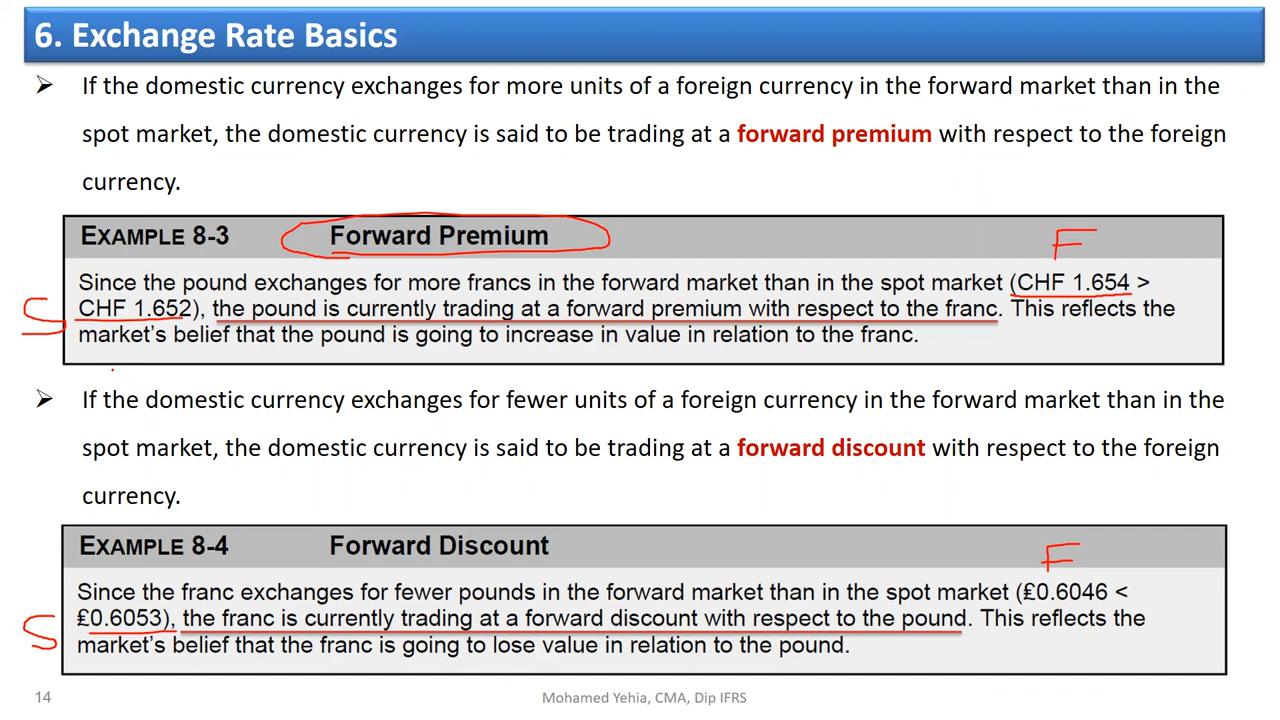 6. Exchange Rate Basics
➤ If the domestic currency exchanges for more units of a foreign currency in the forward market than in the
spot market, the domestic currency is said to be trading at a forward premium with respect to the foreign
currency.
F
EXAMPLE 8-3 Forward Premium
Since the pound exchanges for more francs in the forward market than in the spot market (CHF 1.654 >
S CHF 1.652), the pound is currently trading at a forward premium with respect to the franc. This reflects the
market's belief that the pound is going to increase in value in relation to the franc.
➤ If the domestic currency exchanges for fewer units of a foreign currency in the forward market than in the
spot market, the domestic currency is said to be trading at a forward discount with respect to the foreign
currency.
EXAMPLE 8-4 Forward Discount
F
Since the franc exchanges for fewer pounds in the forward market than in the spot market (₤0.6046 <
S ₤0.6053), the franc is currently trading at a forward discount with respect to the pound. This reflects the
market's belief that the franc is going to lose value in relation to the pound.
14 Mohamed Yehia, CMA, Dip IFRS